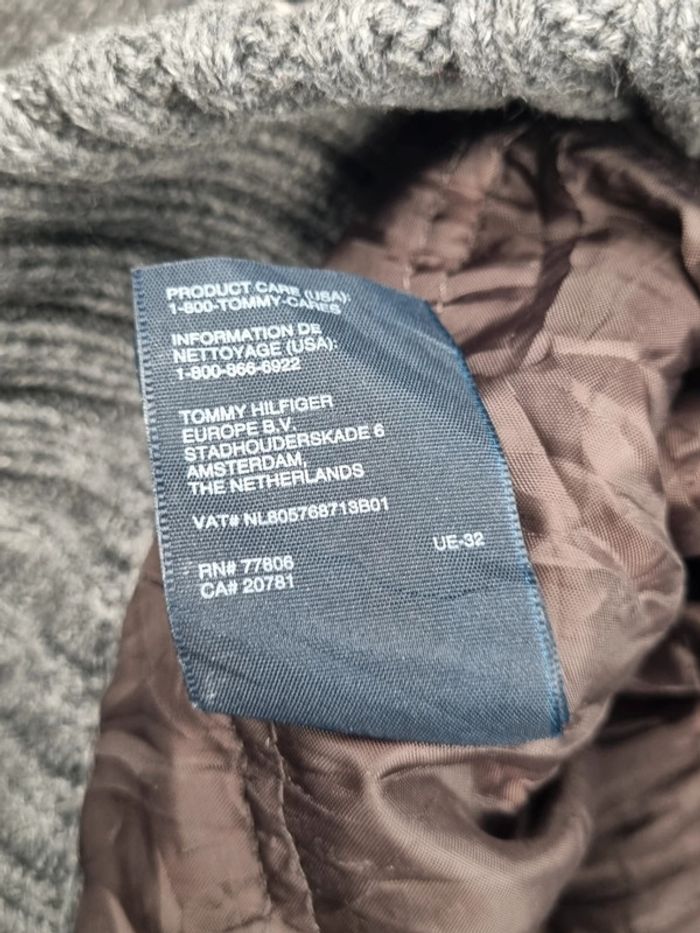 PRODUCT CARE (USA):
1-800-TOMMY-CARES
INFORMATION DE
NETTOYAGE (USA):
1-800-866-6922
TOMMY HILFIGER
EUROPE B.V.
STADHOUDERSKADE 6
AMSTERDAM,
THE NETHERLANDS
VAT# NL805768713B01
UE-32
RN# 77806
CA# 20781